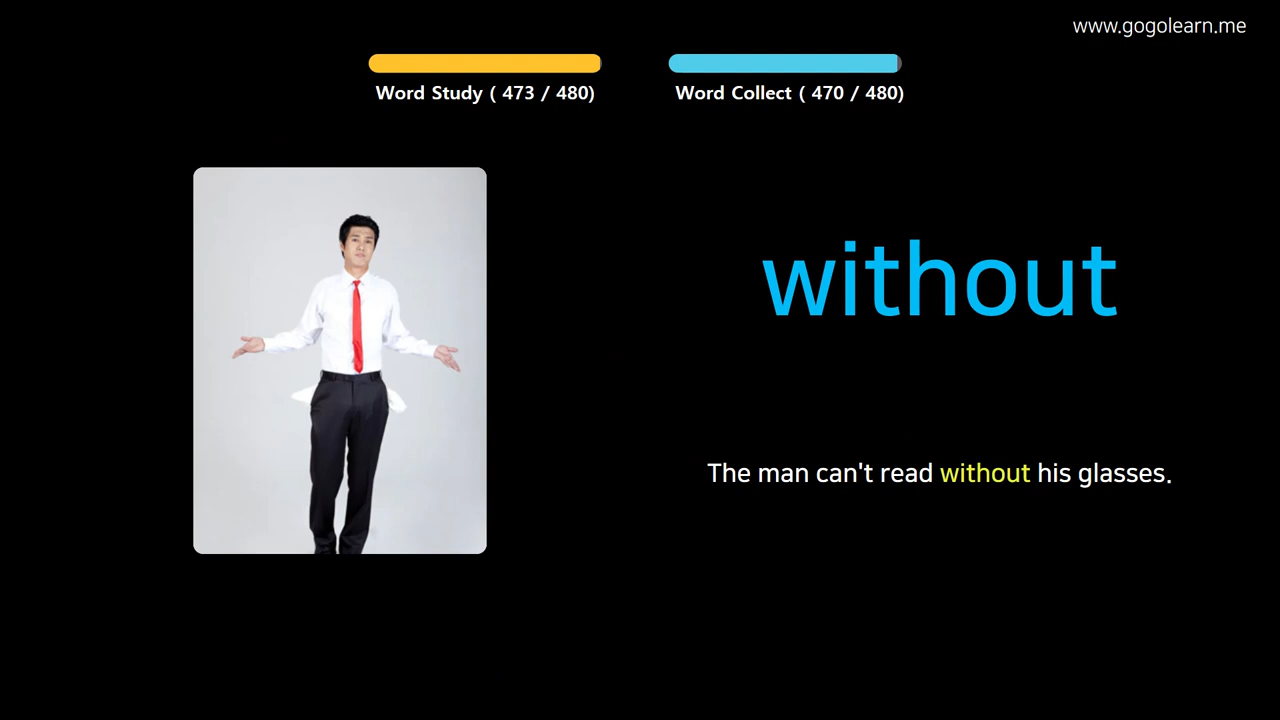 www.gogolearn.me
Word Study ( 473 / 480)
Word Collect ( 470 / 480)
without
The man can't read without his glasses.